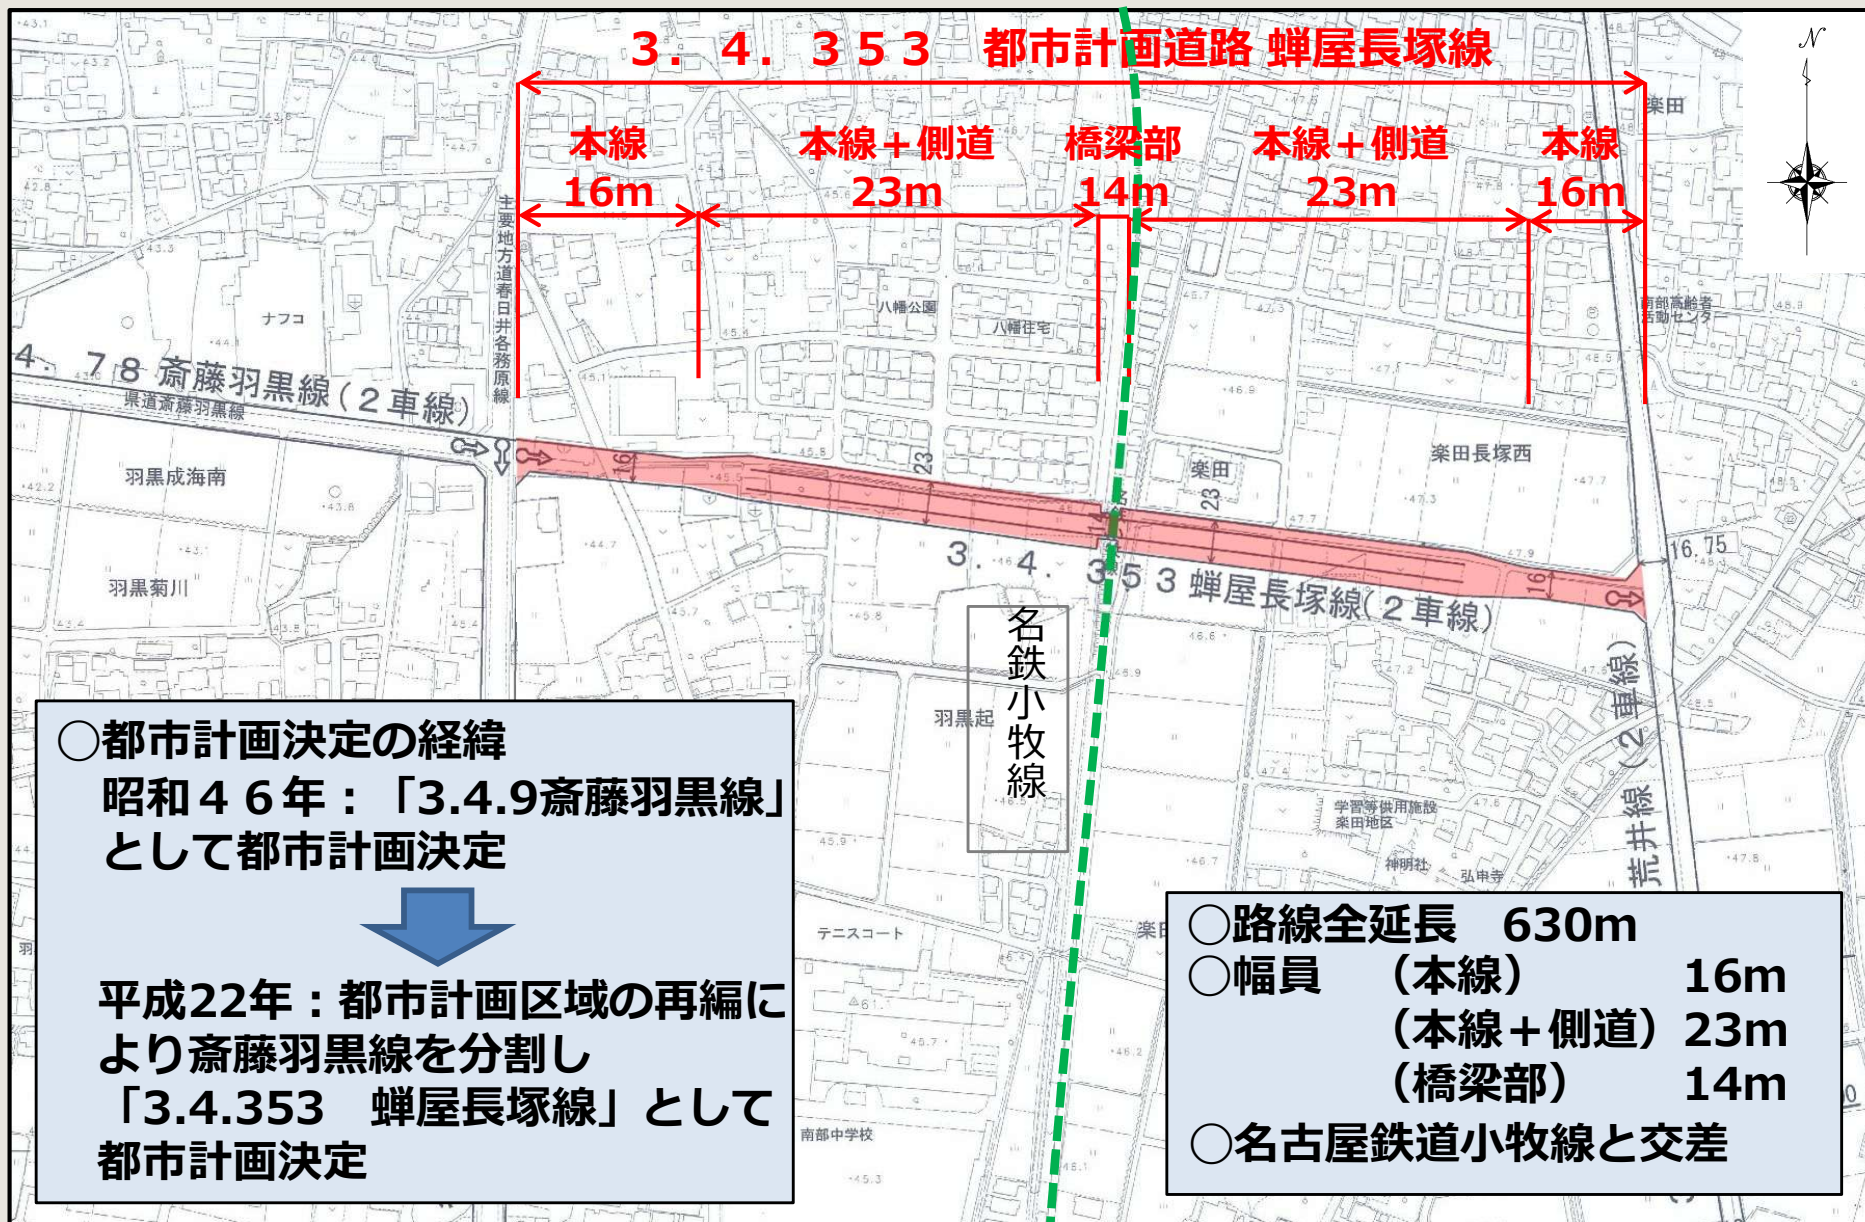 ３．４．３５３　都市計画道路 蝉屋長塚線
本線
16m
本線＋側道
23m
橋梁部
14m
本線＋側道
23m
本線
16m
N
楽田
主要地方道春日井各務原線
ナフコ
八幡公園
八幡住宅
南部高齢者
活動センター
４．７８ 斎藤羽黒線(２車線)
県道斎藤羽黒線
羽黒成海南
羽黒菊川
16
23
14
楽田
23
楽田長塚西
16
16.75
３．４．３５３ 蝉屋長塚線(２車線)
名鉄小牧線
羽黒起
荒井線（２車線）
学習等供用施設
楽田地区
神明社
弘申寺
テニスコート
南部中学校
○都市計画決定の経緯
昭和４６年：「3.4.9斎藤羽黒線」
として都市計画決定
平成22年：都市計画区域の再編に
より斎藤羽黒線を分割し
「3.4.353　蝉屋長塚線」として
都市計画決定
○路線全延長　630m
○幅員　（本線）　16m
（本線＋側道）23m
（橋梁部）　14m
○名古屋鉄道小牧線と交差